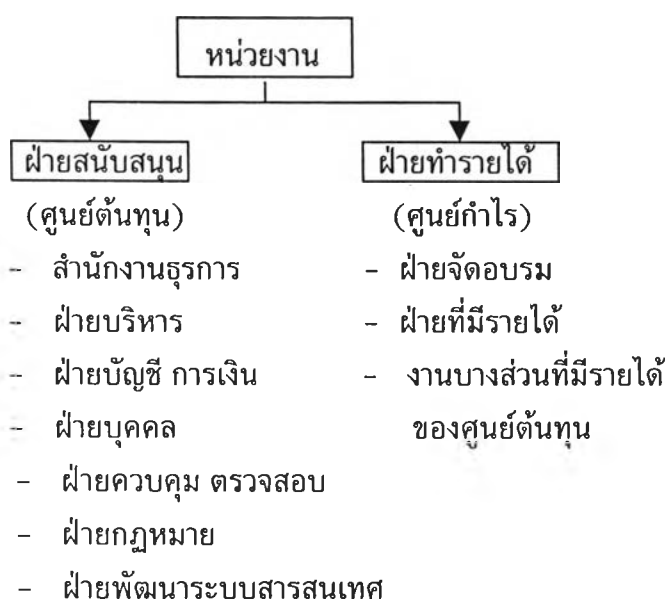 หน่วยงาน
ฝ่ายสนับสนุน
(ศูนย์ต้นทุน)
- สำนักงานธุรการ
- ฝ่ายบริหาร
- ฝ่ายบัญชี การเงิน
- ฝ่ายบุคคล
- ฝ่ายควบคุม ตรวจสอบ
- ฝ่ายกฎหมาย
- ฝ่ายพัฒนาระบบสารสนเทศ
ฝ่ายทำรายได้
(ศูนย์กำไร)
- ฝ่ายจัดอบรม
- ฝ่ายที่มีรายได้
- งานบางส่วนที่มีรายได้
ของศูนย์ต้นทุน